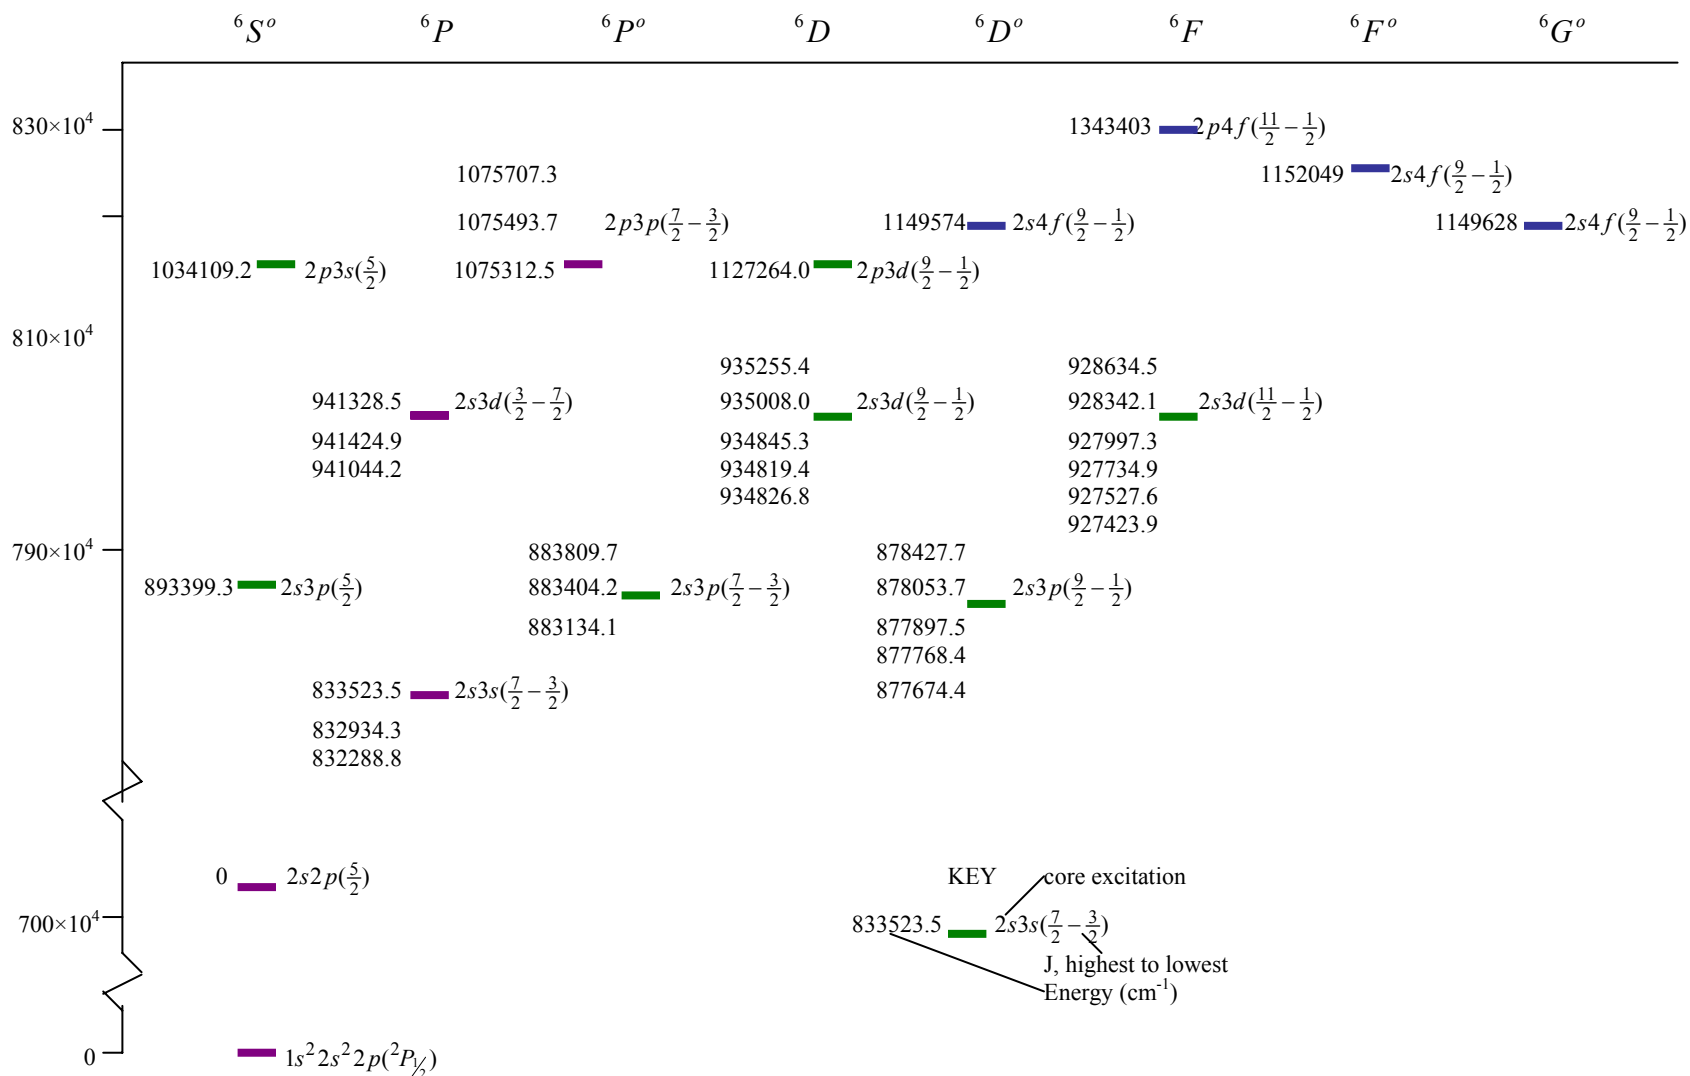 ⁶Sᵒ ⁶P ⁶Pᵒ ⁶D ⁶Dᵒ ⁶F ⁶Fᵒ ⁶Gᵒ
830×10⁴
1343403 2p4f(11/2 − 1/2)
1075707.3
1152049 2s4f(9/2 − 1/2)
1075493.7 2p3p(7/2 − 3/2)
1149574 2s4f(9/2 − 1/2)
1149628 2s4f(9/2 − 1/2)
1034109.2 2p3s(5/2)
1075312.5
1127264.0 2p3d(9/2 − 1/2)
810×10⁴
935255.4
928634.5
941328.5 2s3d(3/2 − 7/2)
935008.0 2s3d(9/2 − 1/2)
928342.1 2s3d(11/2 − 1/2)
941424.9
934845.3
927997.3
941044.2
934819.4
927734.9
934826.8
927527.6
927423.9
790×10⁴
883809.7
878427.7
893399.3 2s3p(5/2)
883404.2 2s3p(7/2 − 3/2)
878053.7 2s3p(9/2 − 1/2)
883134.1
877897.5
877768.4
833523.5 2s3s(7/2 − 3/2)
877674.4
832934.3
832288.8
0 2s2p(5/2)
KEY core excitation
700×10⁴
833523.5 2s3s(7/2 − 3/2)
J, highest to lowest
Energy (cm⁻¹)
0
1s² 2s² 2p(²P½)